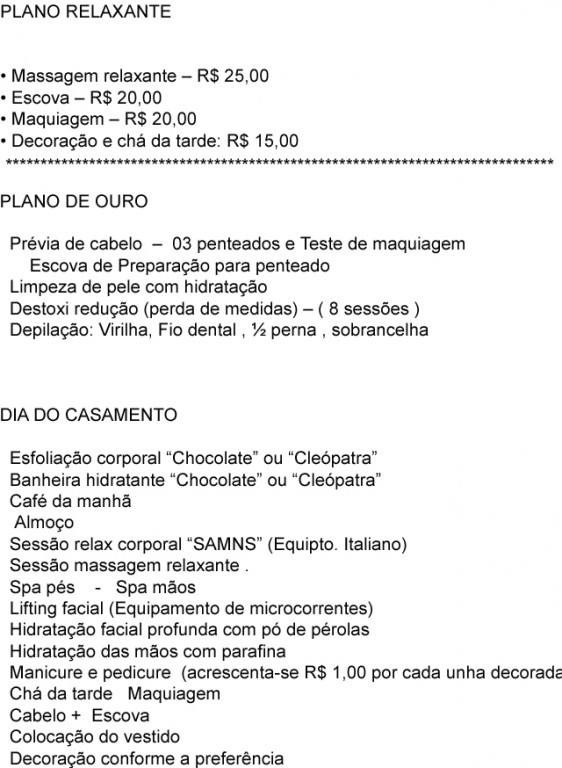 PLANO RELAXANTE
• Massagem relaxante – R$ 25,00
• Escova – R$ 20,00
• Maquiagem – R$ 20,00
• Decoração e chá da tarde: R$ 15,00
*******************************************************************************
PLANO DE OURO
Prévia de cabelo – 03 penteados e Teste de maquiagem
Escova de Preparação para penteado
Limpeza de pele com hidratação
Destoxi redução (perda de medidas) – ( 8 sessões )
Depilação: Virilha, Fio dental , ½ perna , sobrancelha
DIA DO CASAMENTO
Esfoliação corporal “Chocolate” ou “Cleópatra”
Banheira hidratante “Chocolate” ou “Cleópatra”
Café da manhã
Almoço
Sessão relax corporal “SAMNS” (Equipto. Italiano)
Sessão massagem relaxante .
Spa pés - Spa mãos
Lifting facial (Equipamento de microcorrentes)
Hidratação facial profunda com pó de pérolas
Hidratação das mãos com parafina
Manicure e pedicure (acrescenta-se R$ 1,00 por cada unha decorada
Chá da tarde Maquiagem
Cabelo + Escova
Colocação do vestido
Decoração conforme a preferência